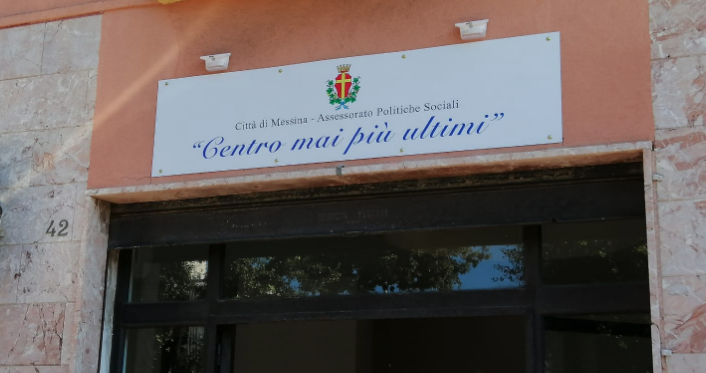 Città di Messina - Assessorato Politiche Sociali
"Centro mai più ultimi"
42